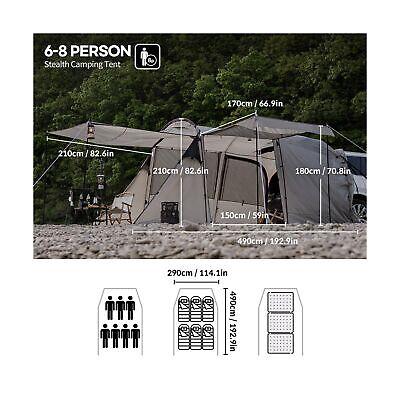 6-8 PERSON
Stealth Camping Tent
8p
170cm / 66.9in
210cm / 82.6in
210cm / 82.6in
180cm / 70.8in
150cm / 59in
490cm / 192.9in
290cm / 114.1in
490cm / 192.9in